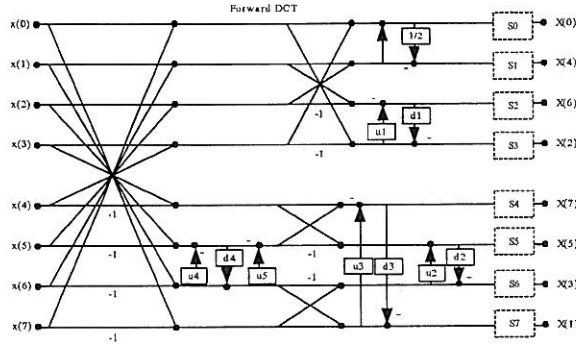 Forward DCT
x(0) S0 X(0)
1/2
x(1) - S1 X(4)
x(2) - S2 X(6)
-1 u1 d1
x(3) -1 - S3 X(2)
x(4) - S4 X(7)
-1
x(5) - - S5 X(5)
-1 u4 d4 u5 -1 u3 d3 u2 d2
x(6) -1 - S6 X(3)
-1
x(7) - S7 X(1)
-1